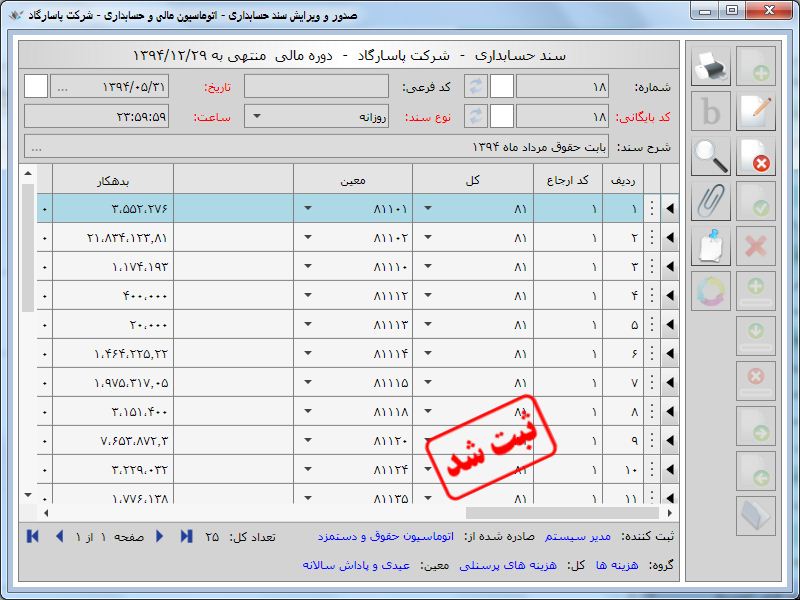 صدور و ویرایش سند حسابداری - اتوماسیون مالی و حسابداری - شرکت پاسارگاد
سند حسابداری - شرکت پاسارگاد - دوره مالی منتهی به ۱۳۹۴/۱۲/۲۹
شماره: ۱۸ کد فرعی: تاریخ: ۱۳۹۴/۰۵/۳۱ ...
کد بایگانی: ۱۸ نوع سند: روزانه ساعت: ۲۳:۵۹:۵۹
شرح سند: بابت حقوق مرداد ماه ۱۳۹۴ ...
ردیف کد ارجاع کل معین بدهکار
۱ ۱ ۸۱ ۸۱۱۰۱ ۳،۵۵۲،۲۷۶ ۰
۲ ۱ ۸۱ ۸۱۱۰۲ ۲۱،۸۳۴،۱۲۳,۸۱ ۰
۳ ۱ ۸۱ ۸۱۱۱۰ ۱،۱۷۴،۱۹۳ ۰
۴ ۱ ۸۱ ۸۱۱۱۲ ۴۰۰،۰۰۰ ۰
۵ ۱ ۸۱ ۸۱۱۱۳ ۲۰،۰۰۰ ۰
۶ ۱ ۸۱ ۸۱۱۱۴ ۱،۴۶۴،۲۲۵,۲۲ ۰
۷ ۱ ۸۱ ۸۱۱۱۵ ۱،۹۷۵،۳۱۷,۰۵ ۰
۸ ۱ ۸۱ ۸۱۱۱۸ ۳،۱۵۱،۴۰۰ ۰
۹ ۱ ۸۱۱۲۰ ۷،۶۵۳،۸۷۲,۳ ۰
۱۰ ۱ ۸۱ ۸۱۱۲۴ ۳،۲۲۹،۰۳۲ ۰
۱۱ ۱ ۸۱ ۸۱۱۳۵ ۱،۷۷۶،۱۳۸ ۰
ثبت شد
ثبت کننده: مدیر سیستم صادره شده از: اتوماسیون حقوق و دستمزد تعداد کل: ۲۵ صفحه ۱ از ۱
گروه: هزینه ها کل: هزینه های پرسنلی معین: عیدی و پاداش سالانه
b